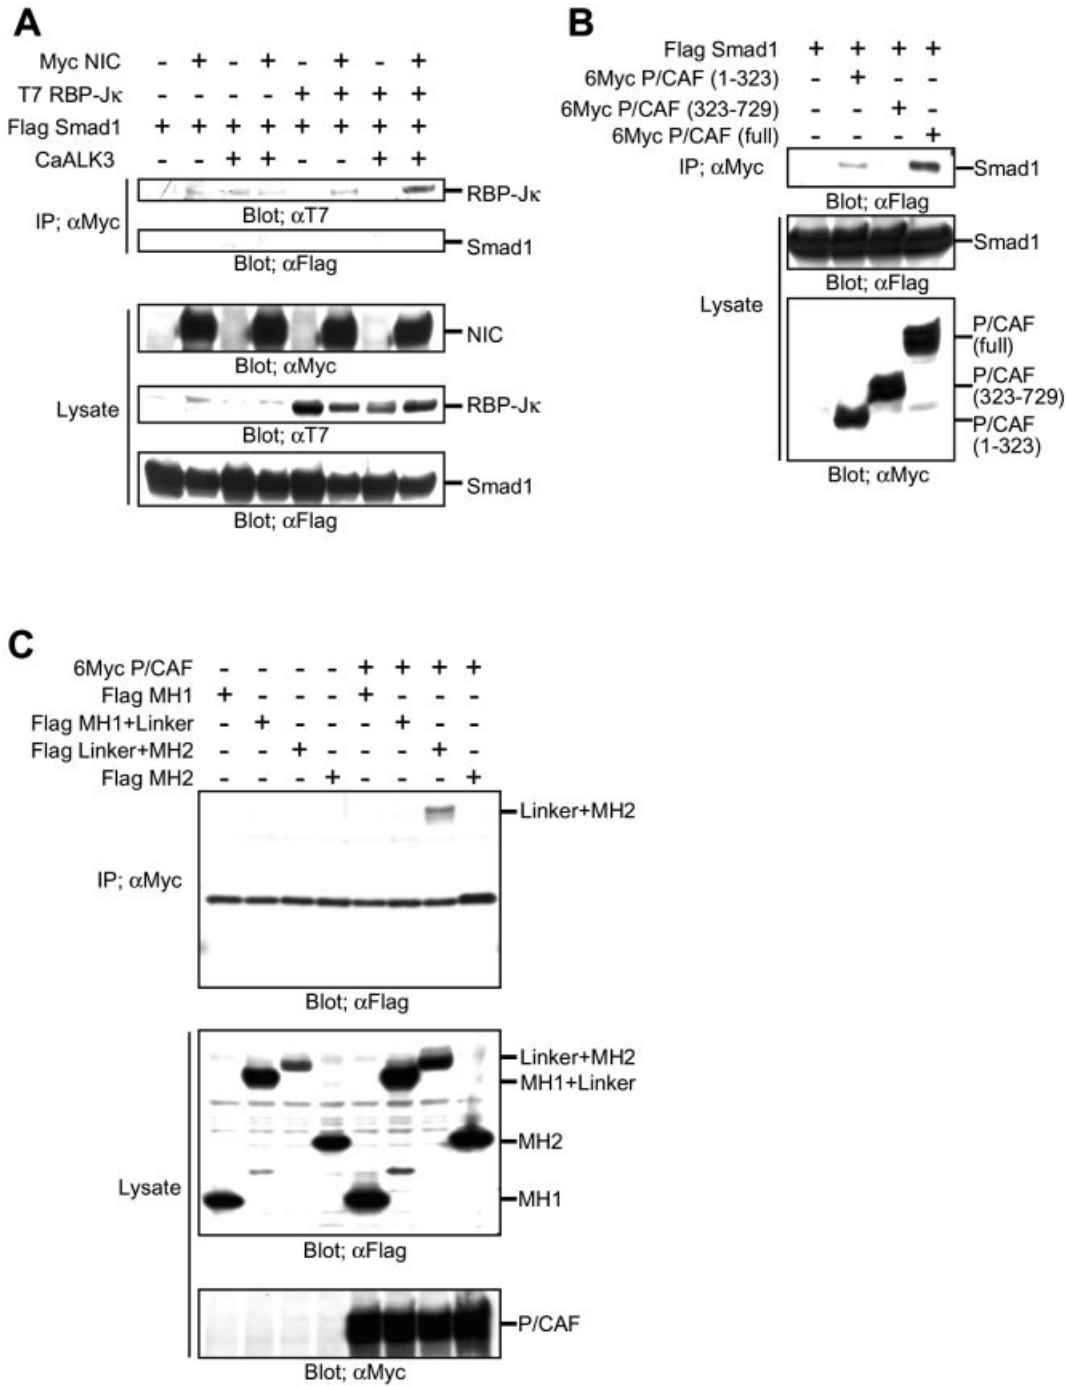 A
Myc NIC - + - + - + - +
T7 RBP-Jκ - - - - + + + +
Flag Smad1 + + + + + + + +
CaALK3 - - + + - - + +
IP; αMyc
RBP-Jκ
Blot; αT7
Smad1
Blot; αFlag
Lysate
NIC
Blot; αMyc
RBP-Jκ
Blot; αT7
Smad1
Blot; αFlag
B
Flag Smad1 + + + +
6Myc P/CAF (1-323) - + - -
6Myc P/CAF (323-729) - - + -
6Myc P/CAF (full) - - - +
IP; αMyc
Smad1
Blot; αFlag
Lysate
Smad1
Blot; αFlag
P/CAF
(full)
P/CAF
(323-729)
P/CAF
(1-323)
Blot; αMyc
C
6Myc P/CAF - - - - + + + +
Flag MH1 + - - - + - - -
Flag MH1+Linker - + - - - + - -
Flag Linker+MH2 - - + - - - + -
Flag MH2 - - - + - - - +
IP; αMyc
Linker+MH2
Blot; αFlag
Lysate
Linker+MH2
MH1+Linker
MH2
MH1
Blot; αFlag
P/CAF
Blot; αMyc